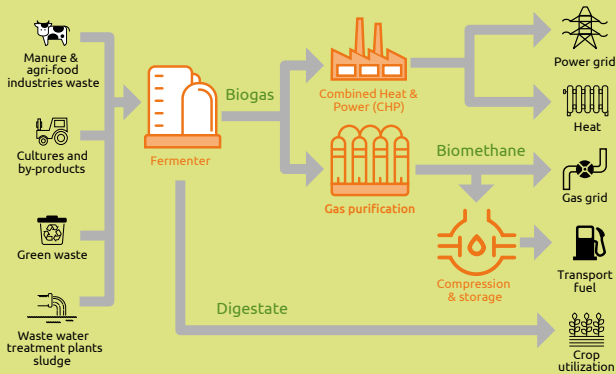 Manure &
agri-food
industries waste
Cultures and
by-products
Green waste
Waste water
treatment plants
sludge
Fermenter
Biogas
Digestate
Combined Heat &
Power (CHP)
Gas purification
Biomethane
Compression
& storage
Power grid
Heat
Gas grid
Transport
fuel
Crop
utilization